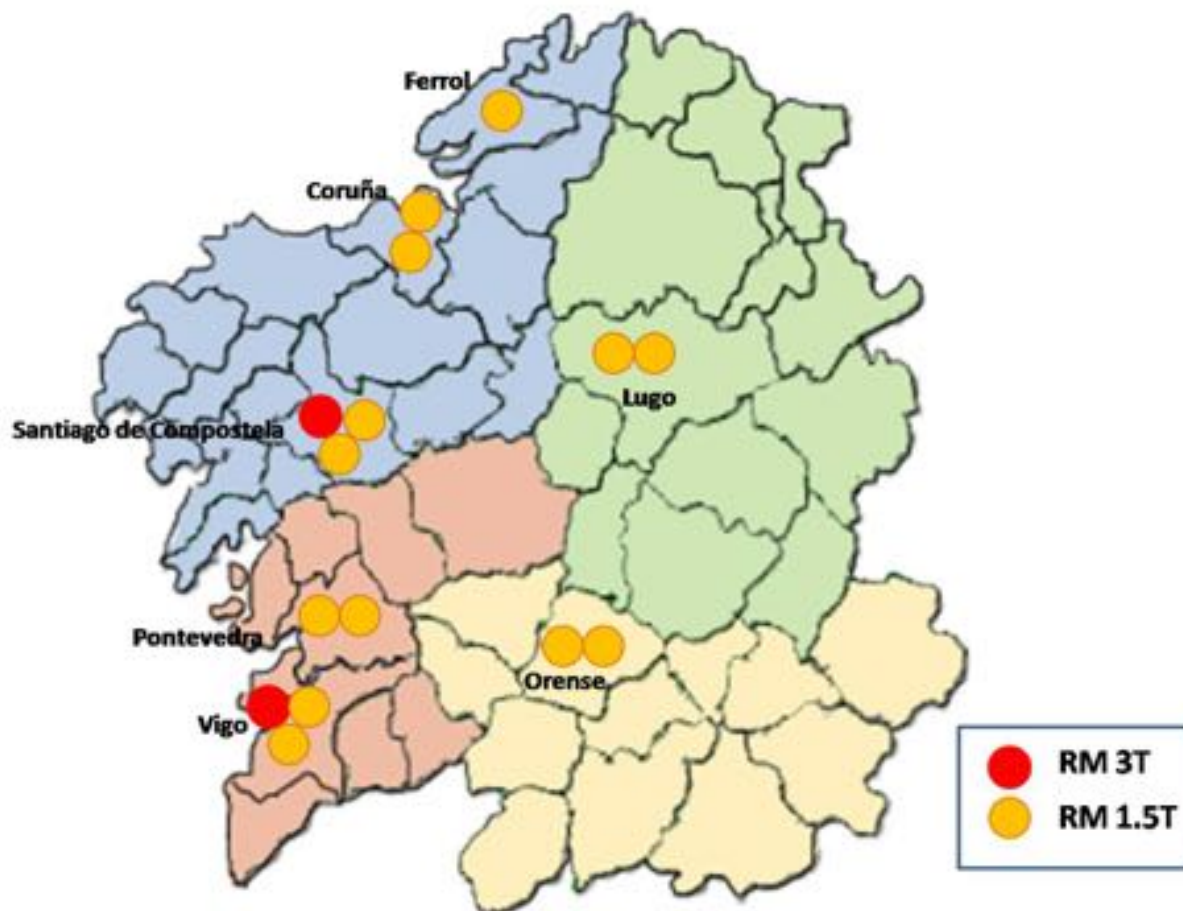 Ferrol
Coruña
Lugo
Santiago de Compostela
Pontevedra
Orense
Vigo
RM 3T
RM 1.5T